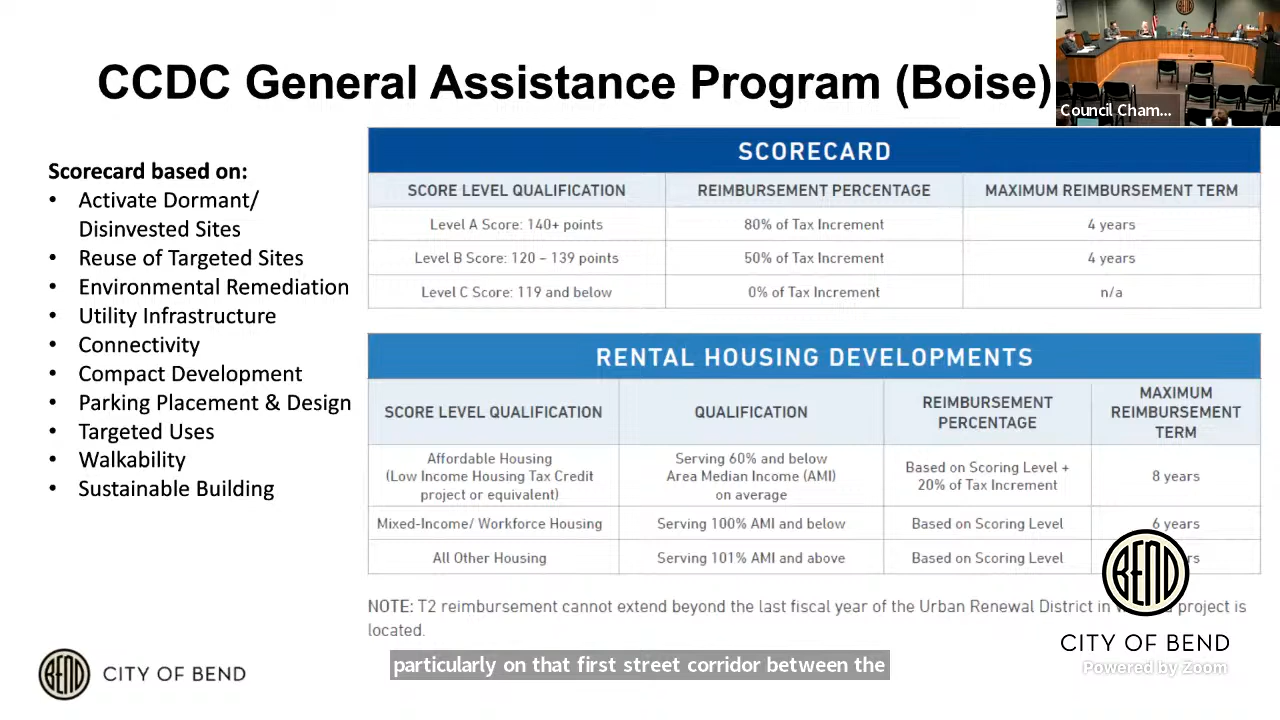 CCDC General Assistance Program (Boise)
Council Cham...
Scorecard based on:
• Activate Dormant/
Disinvested Sites
• Reuse of Targeted Sites
• Environmental Remediation
• Utility Infrastructure
• Connectivity
• Compact Development
• Parking Placement & Design
• Targeted Uses
• Walkability
• Sustainable Building
SCORECARD
SCORE LEVEL QUALIFICATION REIMBURSEMENT PERCENTAGE MAXIMUM REIMBURSEMENT TERM
Level A Score: 140+ points 80% of Tax Increment 4 years
Level B Score: 120 – 139 points 50% of Tax Increment 4 years
Level C Score: 119 and below 0% of Tax Increment n/a
RENTAL HOUSING DEVELOPMENTS
SCORE LEVEL QUALIFICATION QUALIFICATION REIMBURSEMENT PERCENTAGE MAXIMUM REIMBURSEMENT TERM
Affordable Housing (Low Income Housing Tax Credit project or equivalent) Serving 60% and below Area Median Income (AMI) on average Based on Scoring Level + 20% of Tax Increment 8 years
Mixed-Income/ Workforce Housing Serving 100% AMI and below Based on Scoring Level 6 years
All Other Housing Serving 101% AMI and above Based on Scoring Level
NOTE: T2 reimbursement cannot extend beyond the last fiscal year of the Urban Renewal District in project is
located.
particularly on that first street corridor between the
BEND CITY OF BEND
BEND
CITY OF BEND
Powered by Zoom